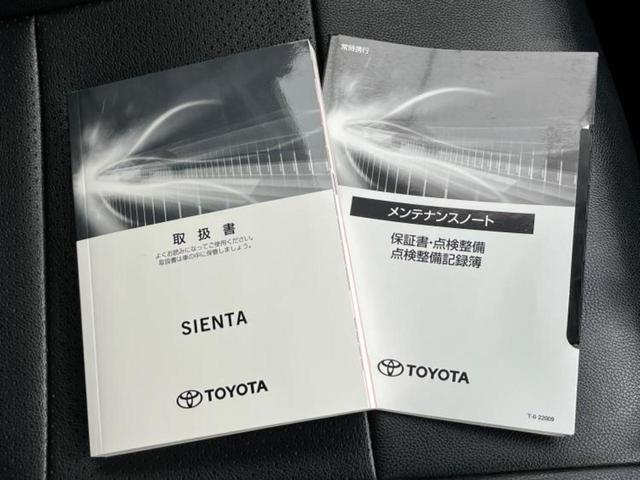 取扱書
よくお読みになってご使用ください。
取扱書は車の中に保管しましょう。
SIENTA
TOYOTA
常時携行
メンテナンスノート
保証書・点検整備
点検整備記録簿
TOYOTA
T-0 22009